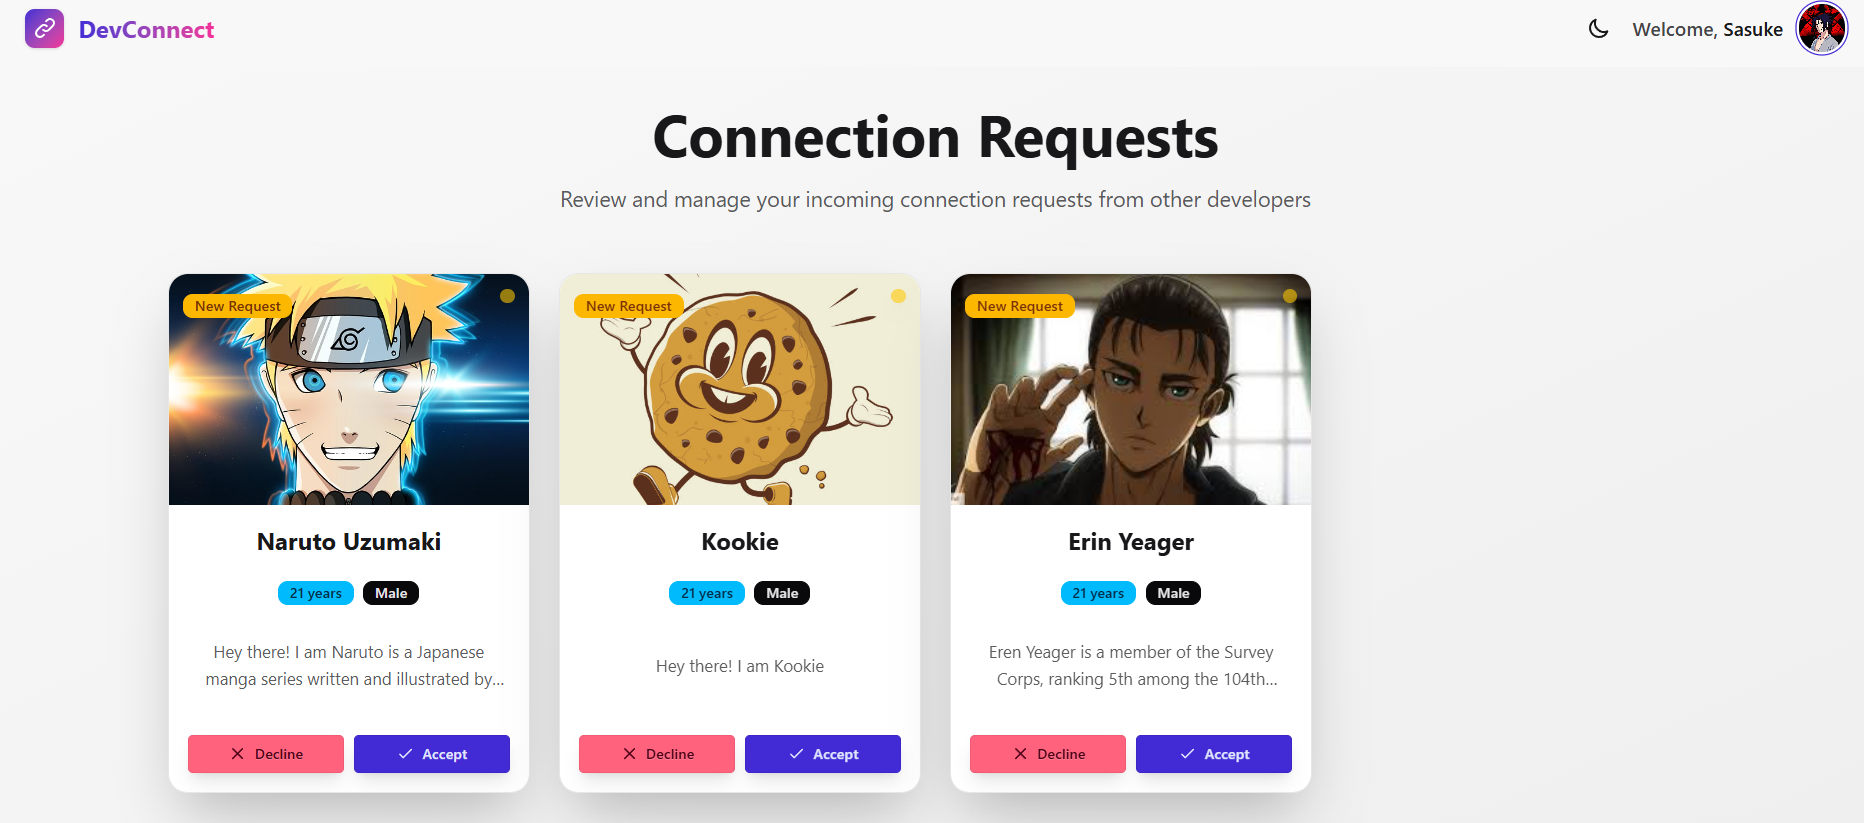 DevConnect
Welcome, Sasuke
Connection Requests
Review and manage your incoming connection requests from other developers
New Request
New Request
New Request
Naruto Uzumaki
21 years
Male
Hey there! I am Naruto is a Japanese
manga series written and illustrated by...
Decline
Accept
Kookie
21 years
Male
Hey there! I am Kookie
Decline
Accept
Erin Yeager
21 years
Male
Eren Yeager is a member of the Survey
Corps, ranking 5th among the 104th...
Decline
Accept